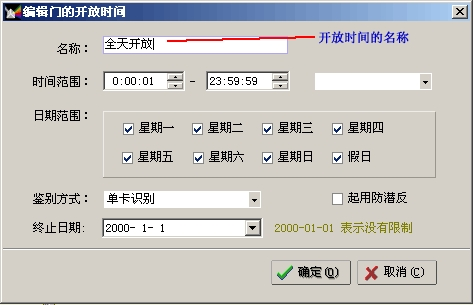 编辑门的开放时间
名称： 全天开放 开放时间的名称
时间范围： 0:00:01 - 23:59:59
日期范围：
星期一 星期二 星期三 星期四
星期五 星期六 星期日 假日
鉴别方式： 单卡识别 起用防潜反
终止日期: 2000- 1- 1 2000-01-01 表示没有限制
确定(O) 取消(C)